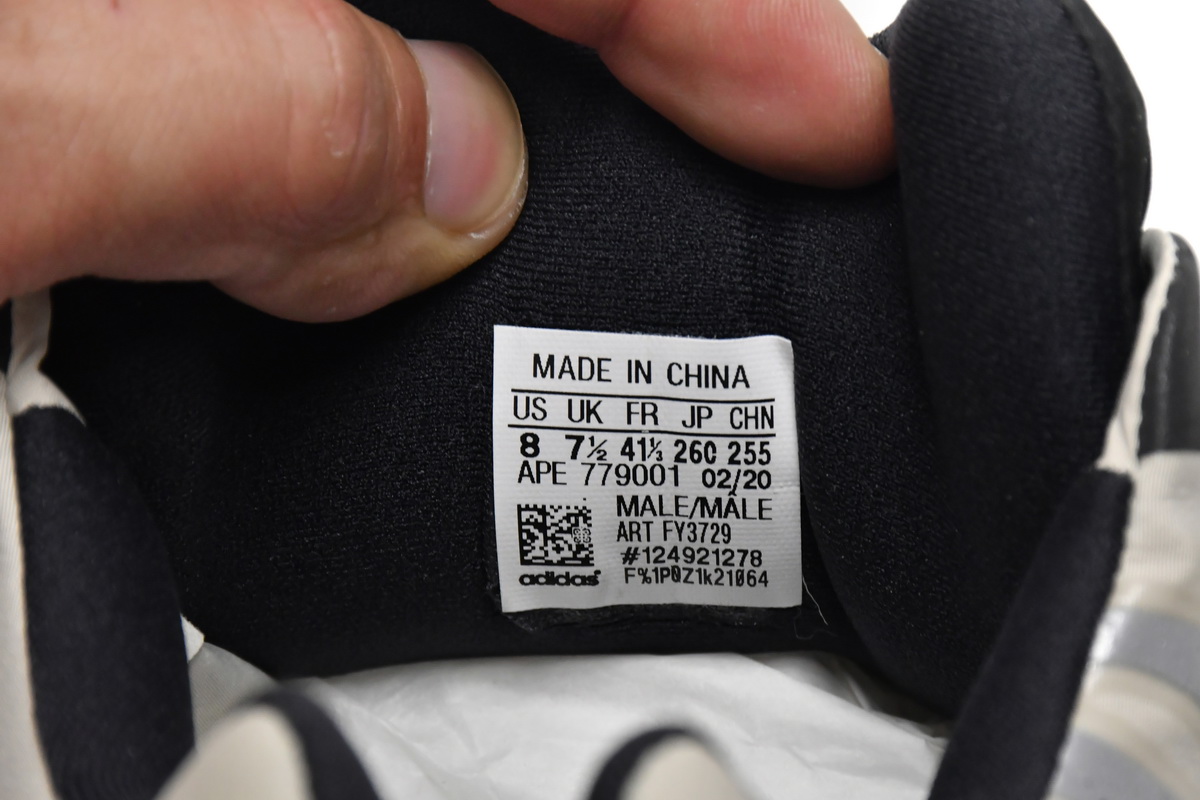 MADE IN CHINA
US UK FR JP CHN
8 7½ 41⅓ 260 255
APE 779001 02/20
MALE/MÂLE
ART FY3729
#124921278
adidas
F%1P0Z1k21064